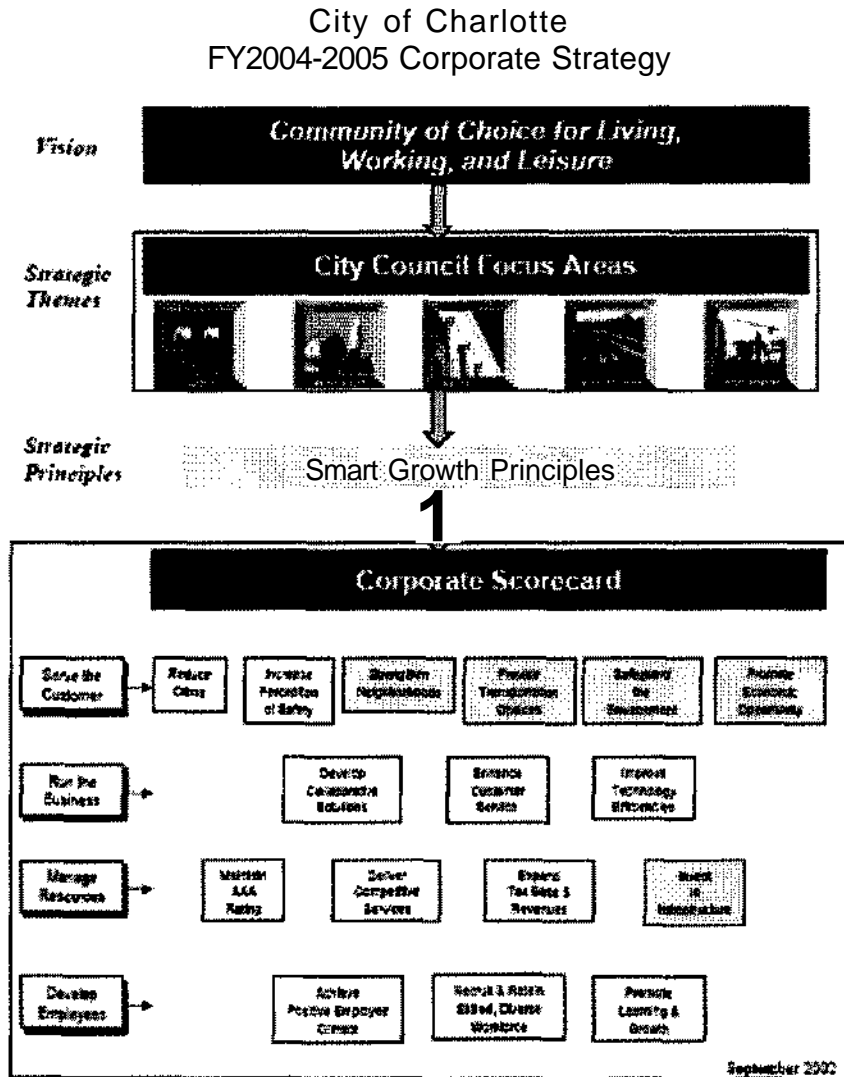 City of Charlotte
FY2004-2005 Corporate Strategy
Vision
Community of Choice for Living,
Working, and Leisure
Strategic
Themes
City Council Focus Areas
Strategic
Principles
Smart Growth Principles
1
Corporate Scorecard
Serve the
Customer
Reduce
Crime
Increase
Perception
of Safety
Strengthen
Neighborhoods
Provide
Transportation
Choices
Safeguard
the
Environment
Promote
Economic
Opportunity
Run the
Business
Develop
Collaborative
Solutions
Enhance
Customer
Service
Improve
Technology
Efficiencies
Manage
Resources
Maintain
AAA
Rating
Deliver
Competitive
Services
Expand
Tax Base &
Revenues
Invest
in
Infrastructure
Develop
Employees
Achieve
Positive Employee
Climate
Recruit & Retain
Skilled, Diverse
Workforce
Promote
Learning &
Growth
September 2002